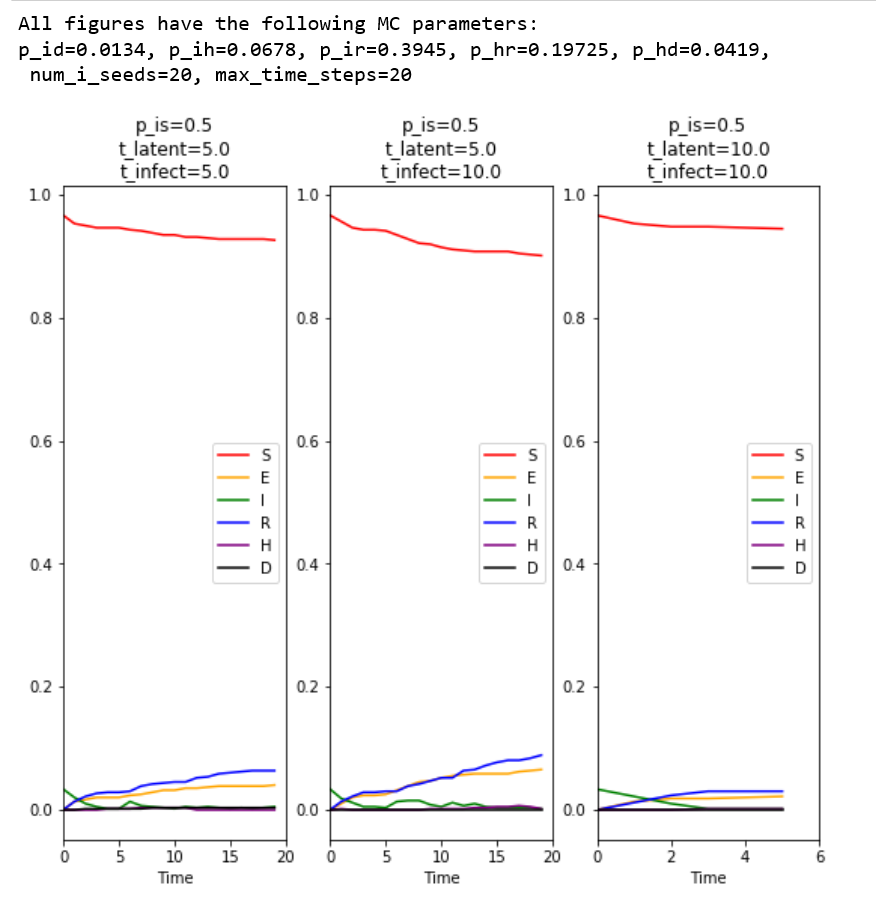 All figures have the following MC parameters:
p_id=0.0134, p_ih=0.0678, p_ir=0.3945, p_hr=0.19725, p_hd=0.0419,
num_i_seeds=20, max_time_steps=20
p_is=0.5
t_latent=5.0
t_infect=5.0
1.0
0.8
0.6
0.4
0.2
0.0
S
E
I
R
H
D
0 5 10 15 20
Time
p_is=0.5
t_latent=5.0
t_infect=10.0
1.0
0.8
0.6
0.4
0.2
0.0
S
E
I
R
H
D
0 5 10 15 20
Time
p_is=0.5
t_latent=10.0
t_infect=10.0
1.0
0.8
0.6
0.4
0.2
0.0
S
E
I
R
H
D
0 2 4 6
Time